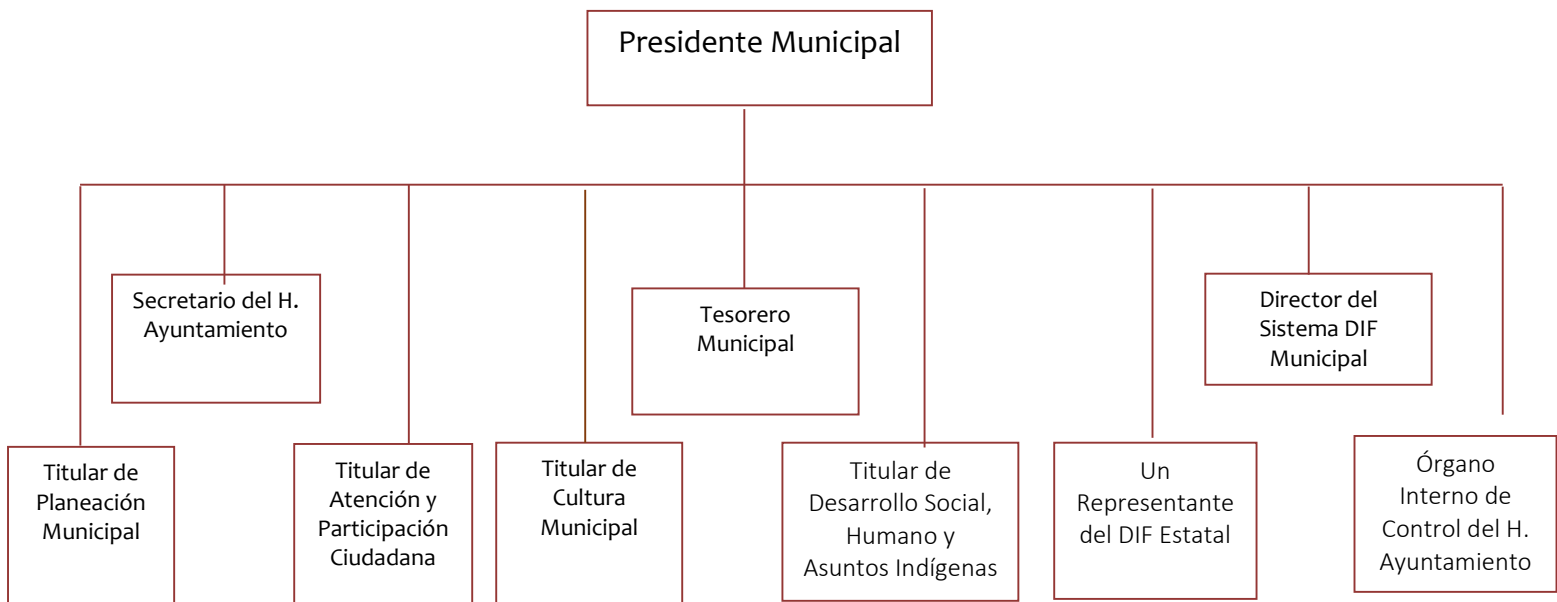 Presidente Municipal
Secretario del H.
Ayuntamiento
Tesorero
Municipal
Director del
Sistema DIF
Municipal
Titular de
Planeación
Municipal
Titular de
Atención y
Participación
Ciudadana
Titular de
Cultura
Municipal
Titular de
Desarrollo Social,
Humano y
Asuntos Indígenas
Un
Representante
del DIF Estatal
Órgano
Interno de
Control del H.
Ayuntamiento